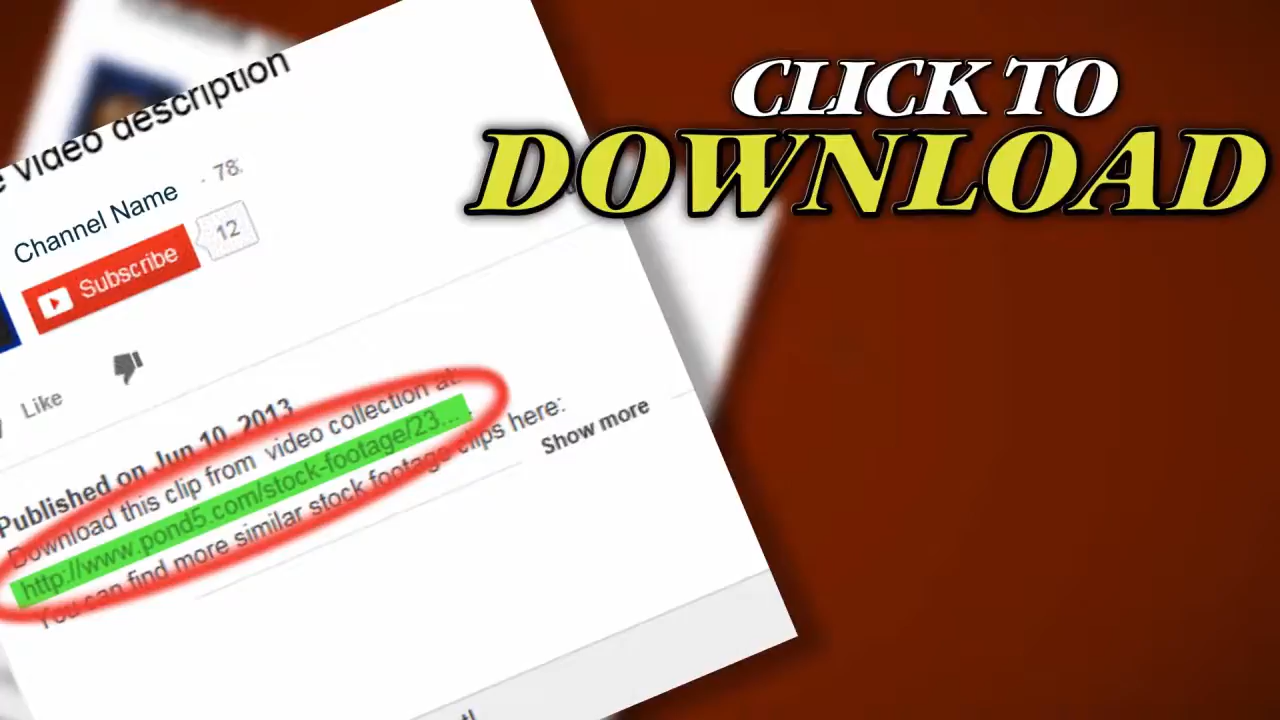 CLICK TO
DOWNLOAD
video description
Channel Name
78
Subscribe
12
Like
Published on Jun 10, 2013
Download this clip from video collection at:
http://www.pond5.com/stock-footage/23...
You can find more similar stock footage clips here:
Show more